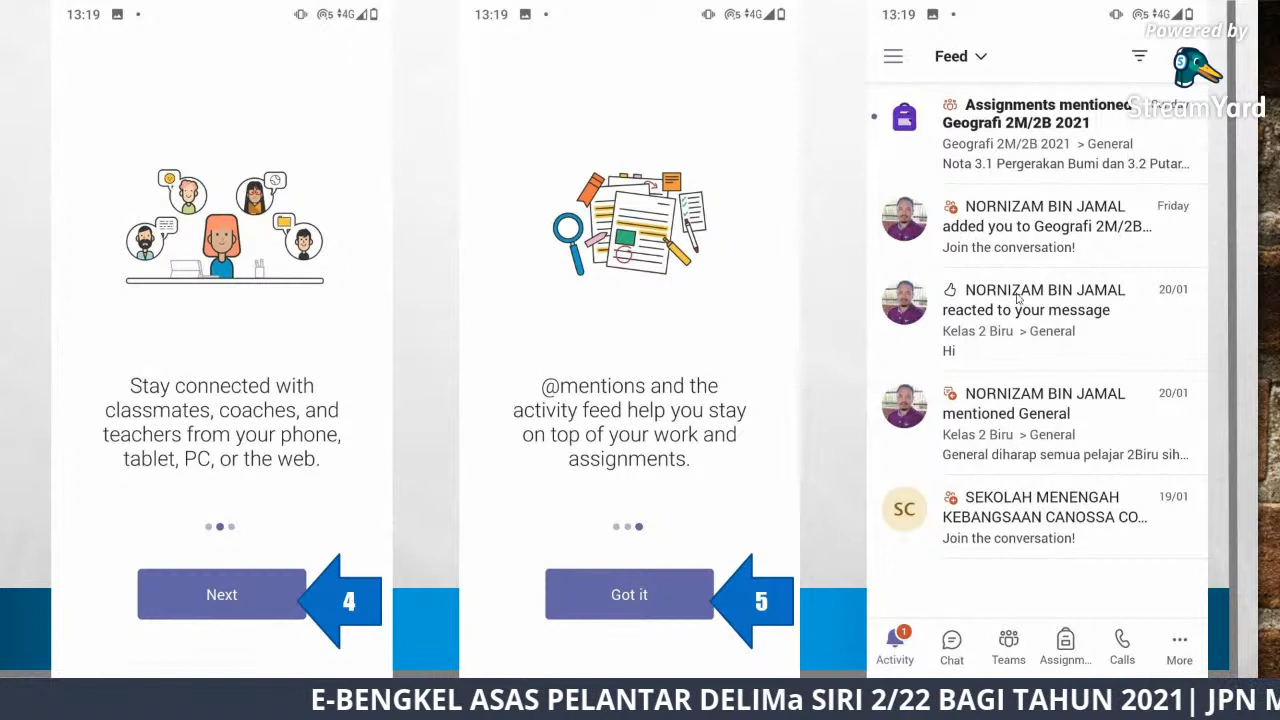 13:19
4G
Stay connected with
classmates, coaches, and
teachers from your phone,
tablet, PC, or the web.
Next
4
13:19
4G
@mentions and the
activity feed help you stay
on top of your work and
assignments.
Got it
5
13:19
4G
Powered by
StreamYard
Feed
Assignments mentioned
Geografi 2M/2B 2021
Geografi 2M/2B 2021 > General
Nota 3.1 Pergerakan Bumi dan 3.2 Putar...
NORNIZAM BIN JAMAL Friday
added you to Geografi 2M/2B...
Join the conversation!
NORNIZAM BIN JAMAL 20/01
reacted to your message
Kelas 2 Biru > General
Hi
NORNIZAM BIN JAMAL 20/01
mentioned General
Kelas 2 Biru > General
General diharap semua pelajar 2Biru sih...
SC
SEKOLAH MENENGAH 19/01
KEBANGSAAN CANOSSA CO...
Join the conversation!
1
Activity Chat Teams Assignm... Calls More
E-BENGKEL ASAS PELANTAR DELIMa SIRI 2/22 BAGI TAHUN 2021| JPN M